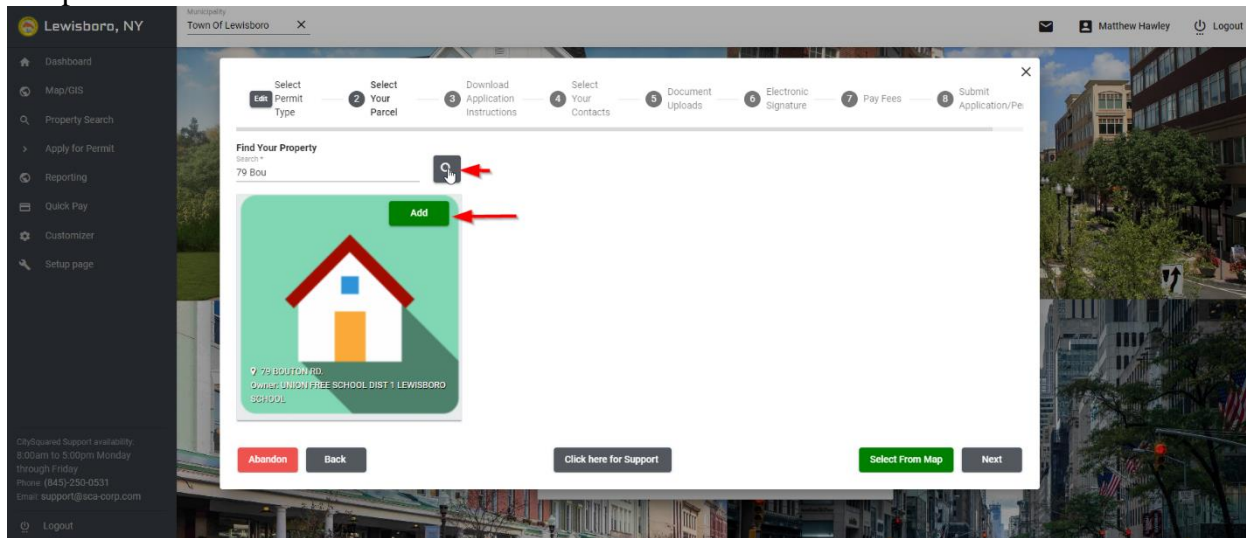 Municipality
Lewisboro, NY
Town Of Lewisboro X
Matthew Hawley
Logout
Dashboard
Map/GIS
Property Search
Apply for Permit
Reporting
Quick Pay
Customizer
Setup page
CitySquared Support availability:
8:00am to 5:00pm Monday
through Friday
Phone: (845)-250-0531
Email: support@sca-corp.com
Logout
Edit
Select
Permit
Type
2
Select
Your
Parcel
3
Download
Application
Instructions
4
Select
Your
Contacts
5
Document
Uploads
6
Electronic
Signature
7 Pay Fees
8
Submit
Application/Pe
Find Your Property
Search *
79 Bou
Add
79 BOUTON RD.
Owner: UNION FREE SCHOOL DIST 1 LEWISBORO
SCHOOL
Abandon
Back
Click here for Support
Select From Map
Next